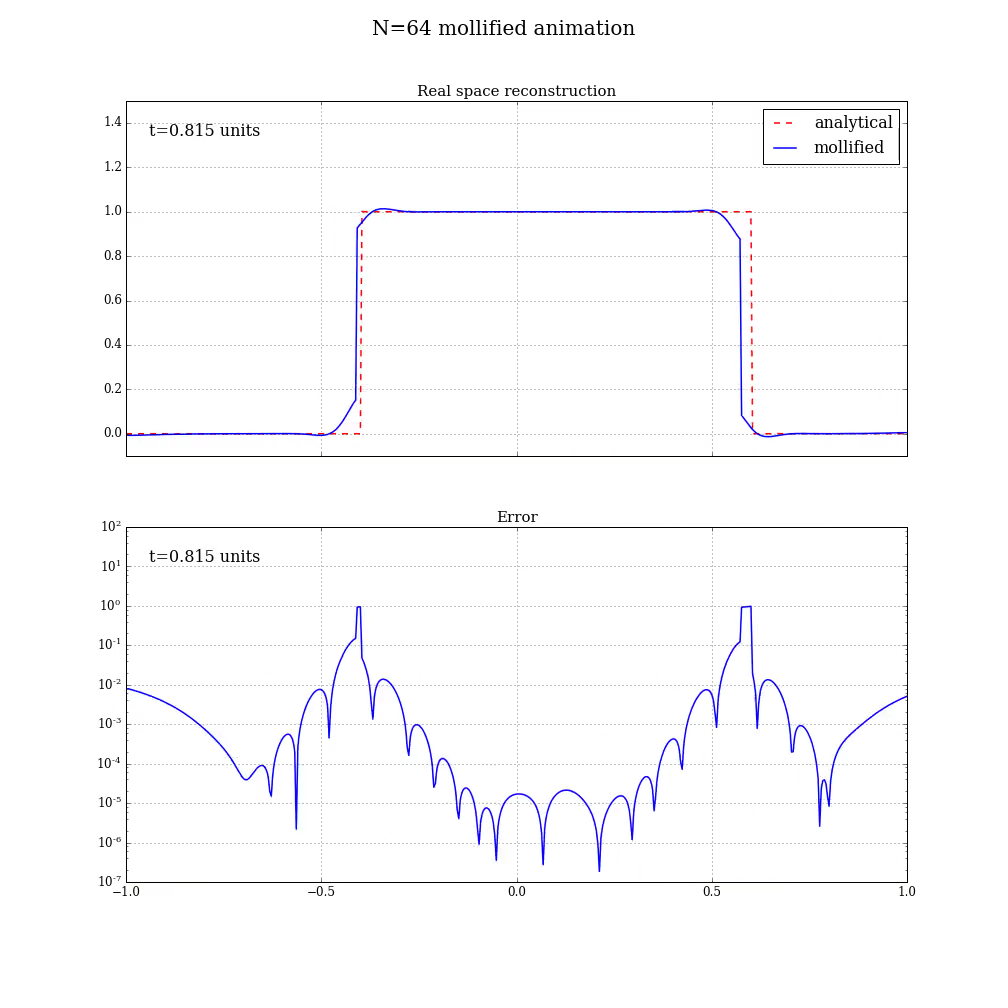 N=64 mollified animation
Real space reconstruction
t=0.815 units
analytical
mollified
1.4
1.2
1.0
0.8
0.6
0.4
0.2
0.0
Error
t=0.815 units
10²
10¹
10⁰
10⁻¹
10⁻²
10⁻³
10⁻⁴
10⁻⁵
10⁻⁶
10⁻⁷
−1.0 −0.5 0.0 0.5 1.0